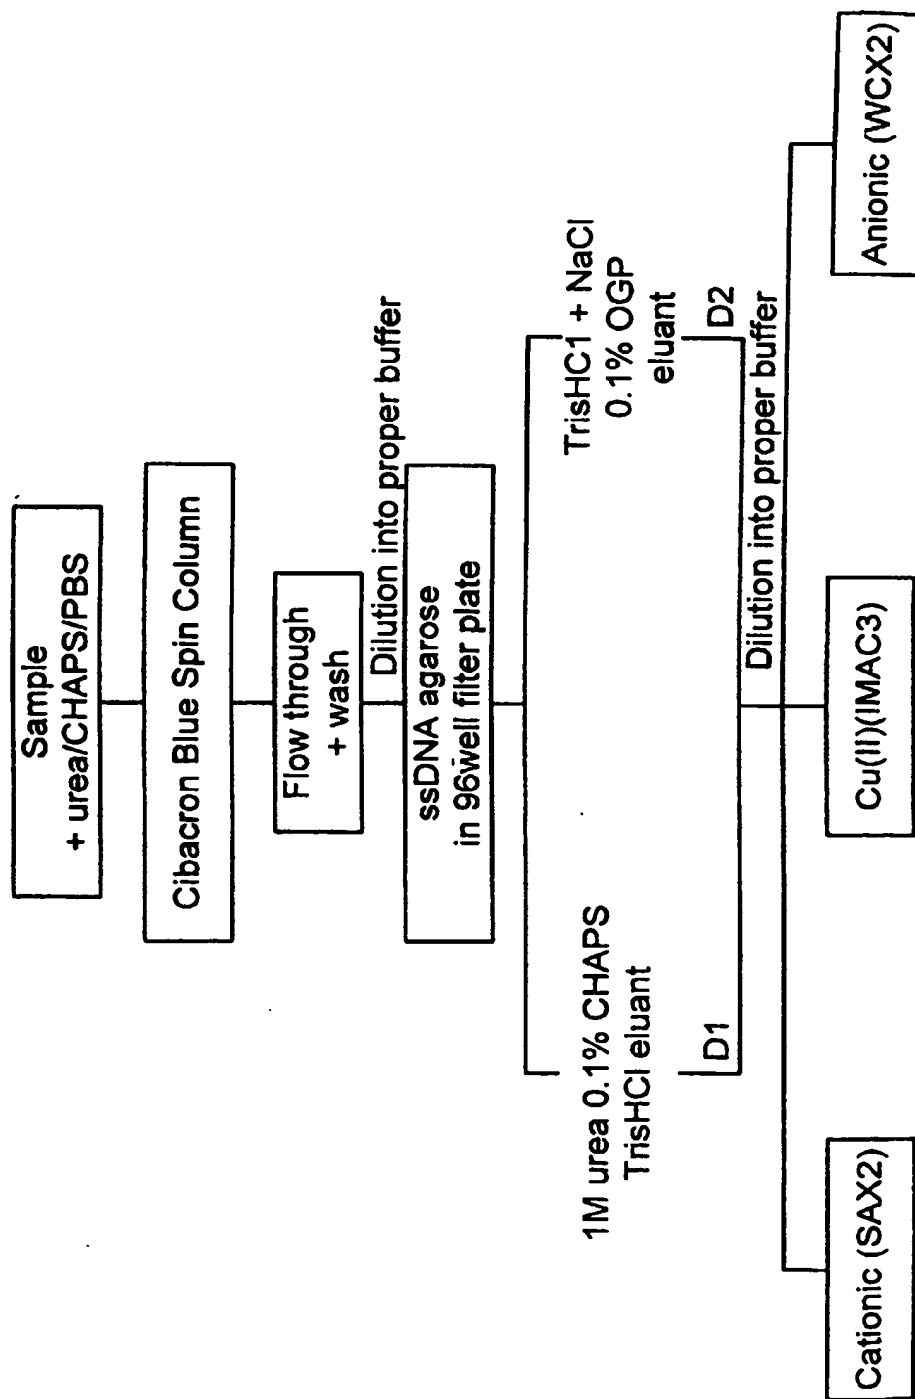 Sample
+ urea/CHAPS/PBS
Cibacron Blue Spin Column
Flow through
+ wash
Dilution into proper buffer
ssDNA agarose
in 96well filter plate
1M urea 0.1% CHAPS
TrisHCl eluant
D1
TrisHC1 + NaCl
0.1% OGP
eluant
D2
Dilution into proper buffer
Cationic (SAX2)
Cu(II)(IMAC3)
Anionic (WCX2)